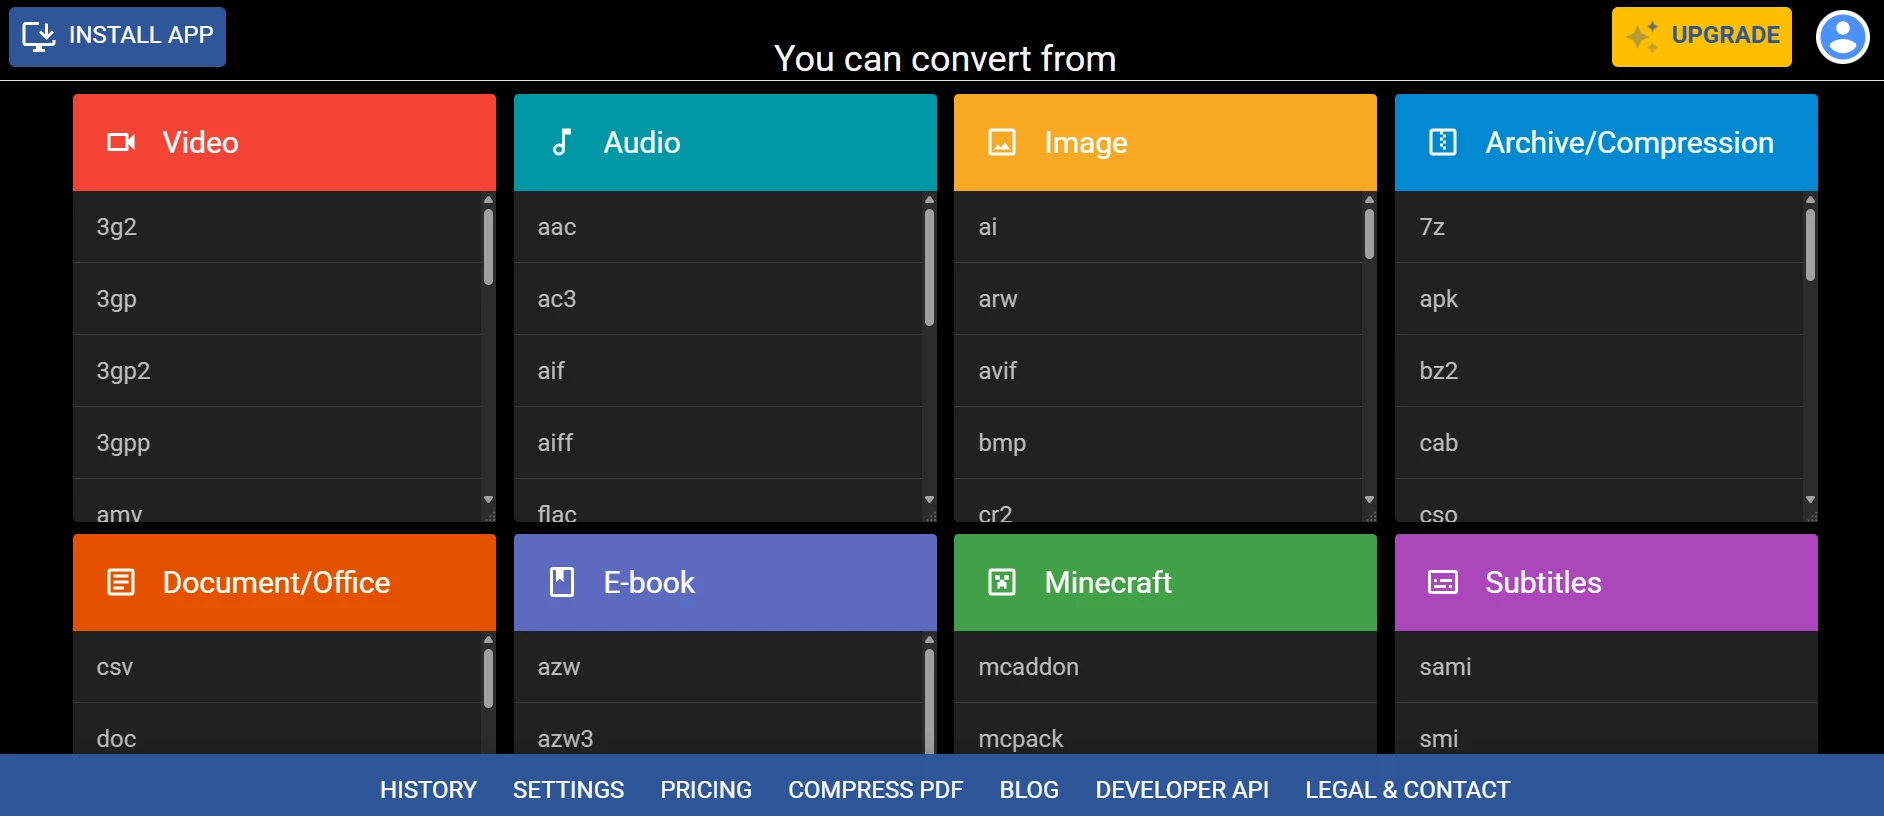 INSTALL APP
UPGRADE
You can convert from
Video
3g2
3gp
3gp2
3gpp
amv
Audio
aac
ac3
aif
aiff
flac
Image
ai
arw
avif
bmp
cr2
Archive/Compression
7z
apk
bz2
cab
cso
Document/Office
csv
doc
E-book
azw
azw3
Minecraft
mcaddon
mcpack
Subtitles
sami
smi
HISTORY SETTINGS PRICING COMPRESS PDF BLOG DEVELOPER API LEGAL & CONTACT